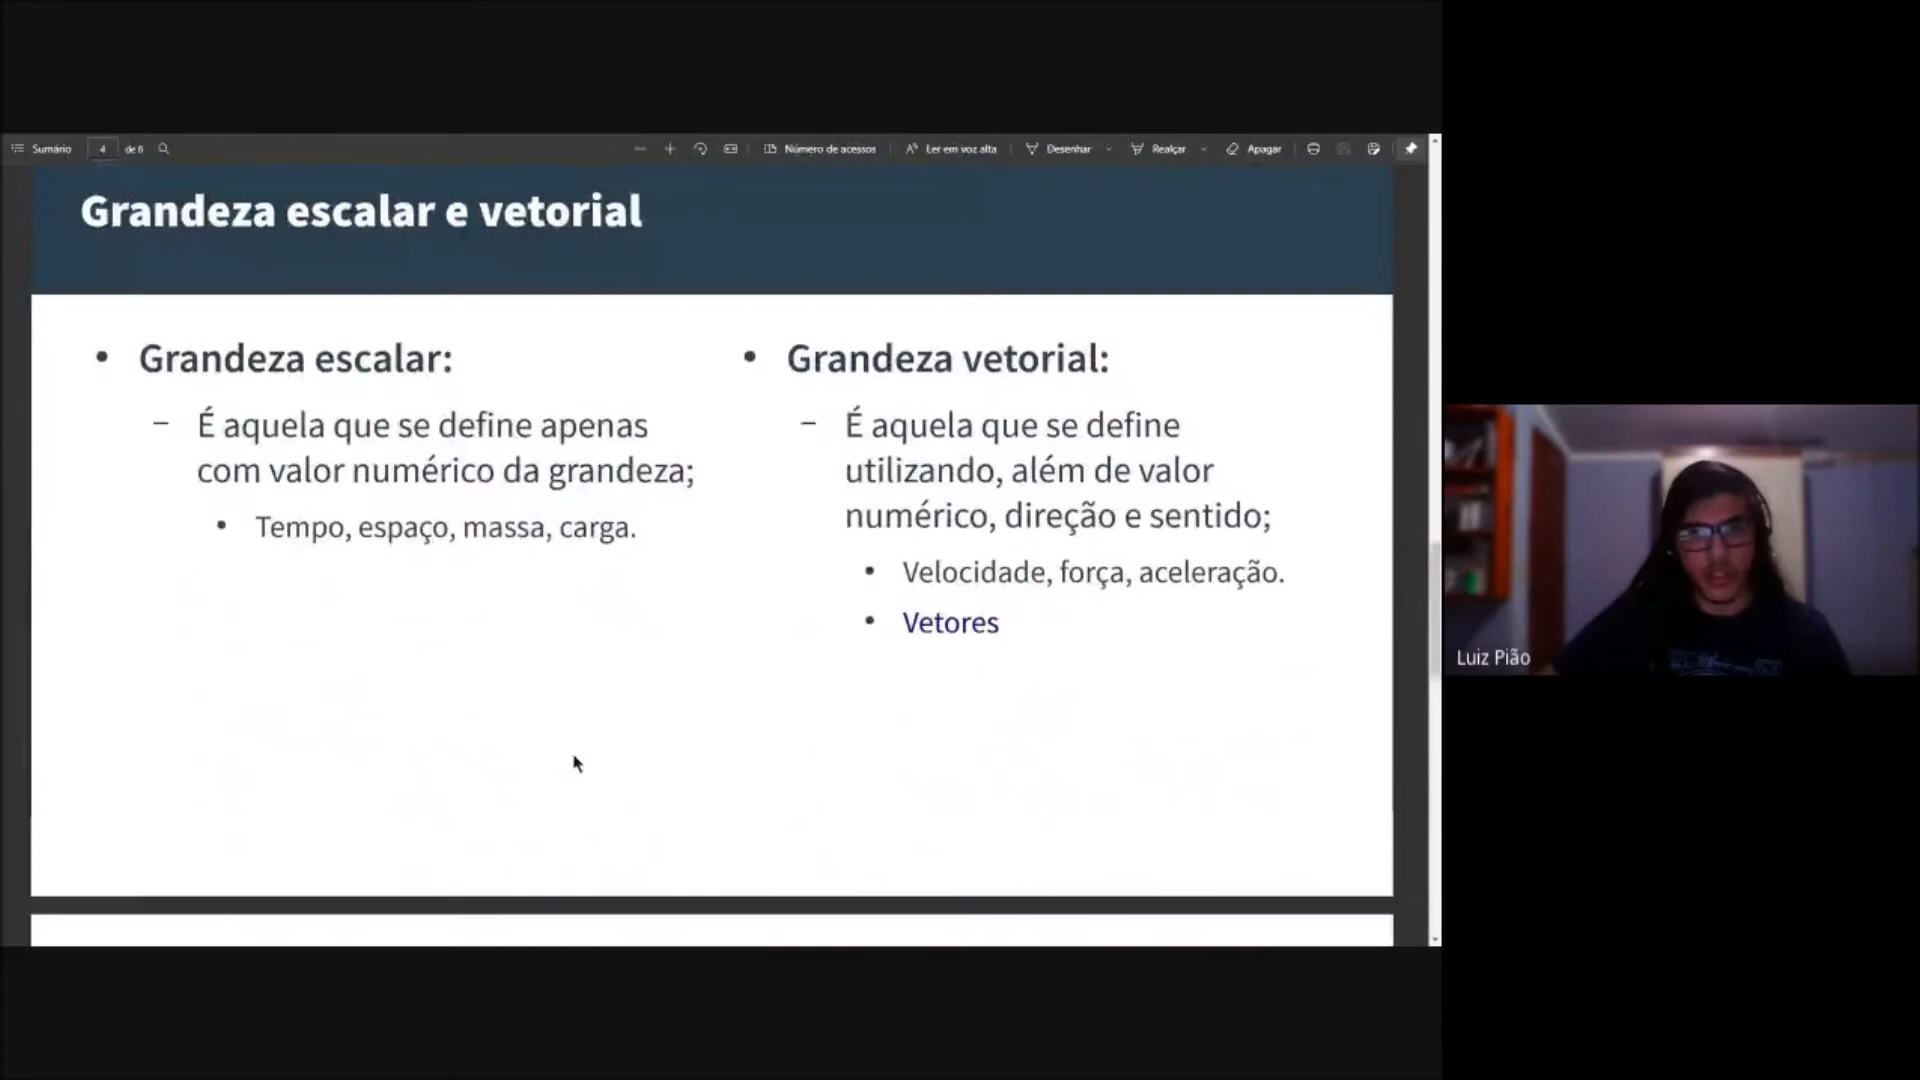 Sumário 4 de 6 Número de acessos Ler em voz alta Desenhar Realçar Apagar
Grandeza escalar e vetorial
• Grandeza escalar:
– É aquela que se define apenas
com valor numérico da grandeza;
• Tempo, espaço, massa, carga.
• Grandeza vetorial:
– É aquela que se define
utilizando, além de valor
numérico, direção e sentido;
• Velocidade, força, aceleração.
• Vetores
Luiz Pião